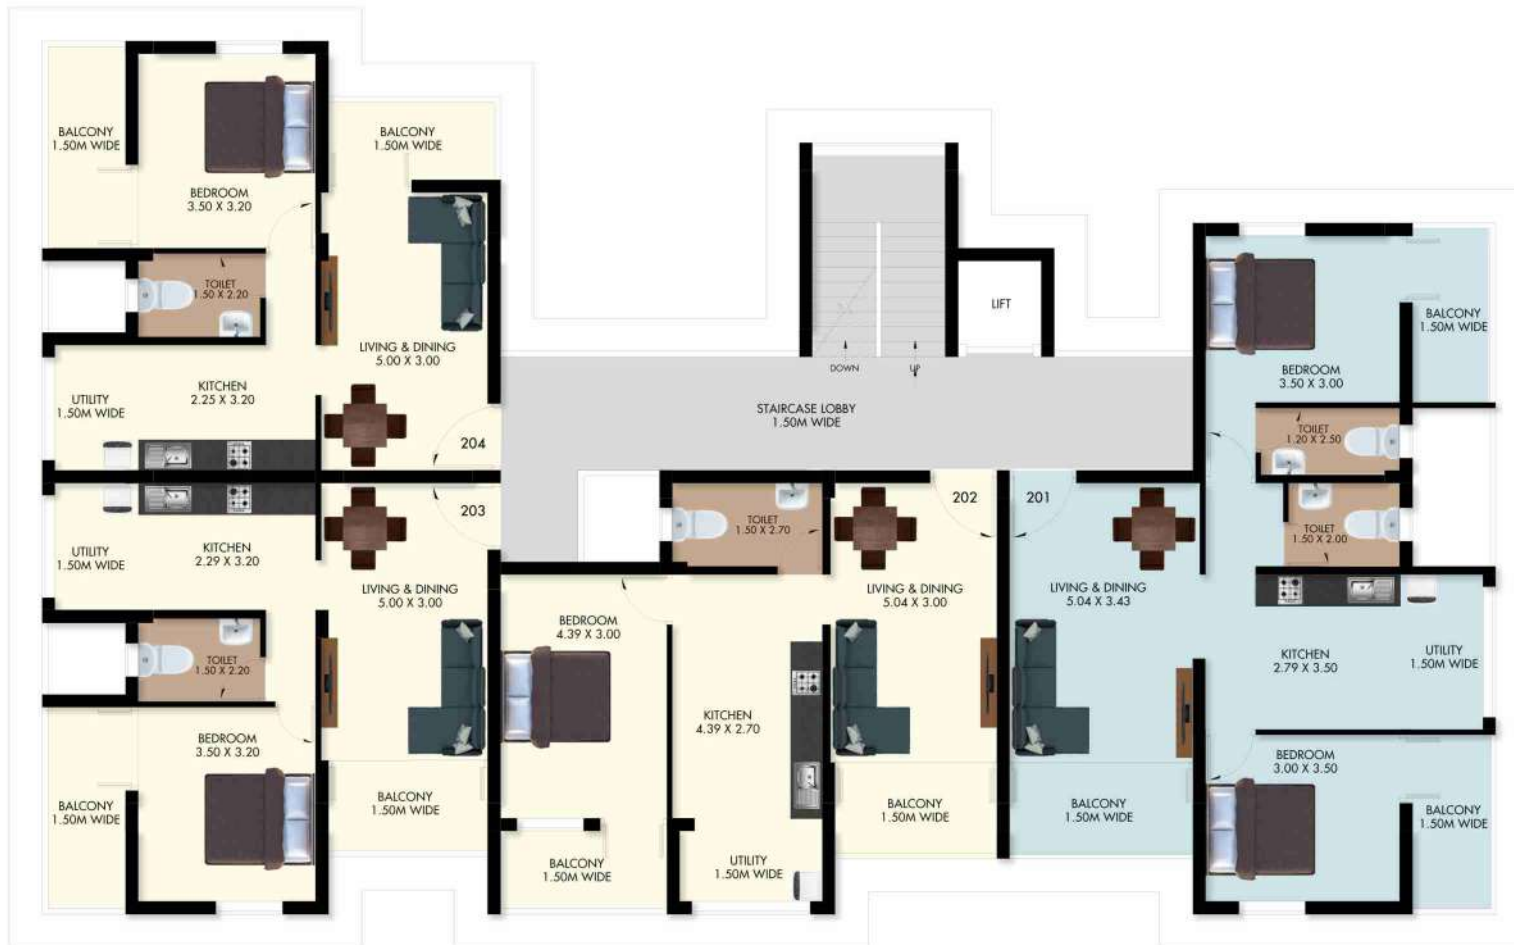 BALCONY
1.50M WIDE
BALCONY
1.50M WIDE
BEDROOM
3.50 X 3.20
TOILET
1.50 X 2.20
LIVING & DINING
5.00 X 3.00
KITCHEN
2.25 X 3.20
UTILITY
1.50M WIDE
204
LIFT
DOWN
UP
STAIRCASE LOBBY
1.50M WIDE
BALCONY
1.50M WIDE
BEDROOM
3.50 X 3.00
TOILET
1.20 X 2.50
203
202
201
TOILET
1.50 X 2.70
TOILET
1.50 X 2.00
UTILITY
1.50M WIDE
KITCHEN
2.29 X 3.20
LIVING & DINING
5.00 X 3.00
LIVING & DINING
5.04 X 3.00
LIVING & DINING
5.04 X 3.43
BEDROOM
4.39 X 3.00
TOILET
1.50 X 2.20
KITCHEN
2.79 X 3.50
UTILITY
1.50M WIDE
KITCHEN
4.39 X 2.70
BEDROOM
3.50 X 3.20
BEDROOM
3.00 X 3.50
BALCONY
1.50M WIDE
BALCONY
1.50M WIDE
BALCONY
1.50M WIDE
BALCONY
1.50M WIDE
BALCONY
1.50M WIDE
BALCONY
1.50M WIDE
UTILITY
1.50M WIDE